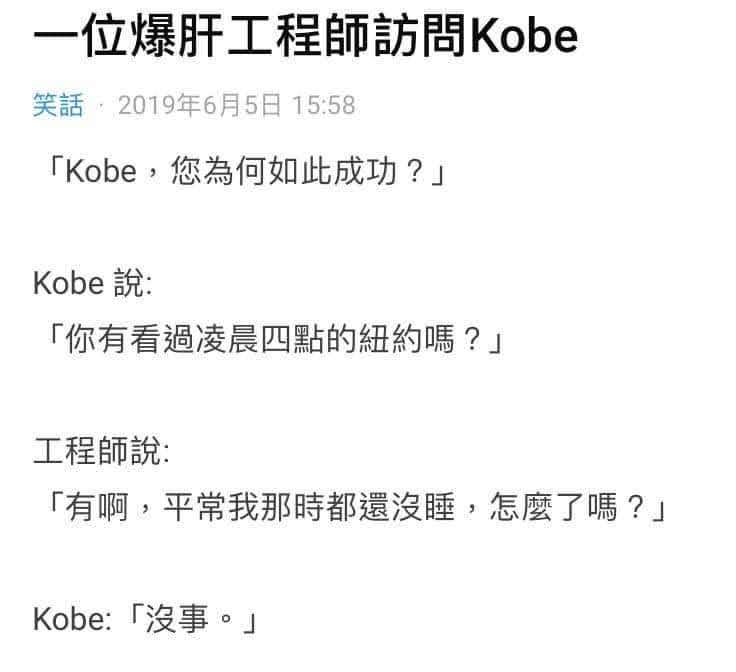 一位爆肝工程師訪問Kobe
笑話 · 2019年6月5日 15:58
「Kobe，您為何如此成功？」
Kobe 說:
「你有看過凌晨四點的紐約嗎？」
工程師說:
「有啊，平常我那時都還沒睡，怎麼了嗎？」
Kobe:「沒事。」